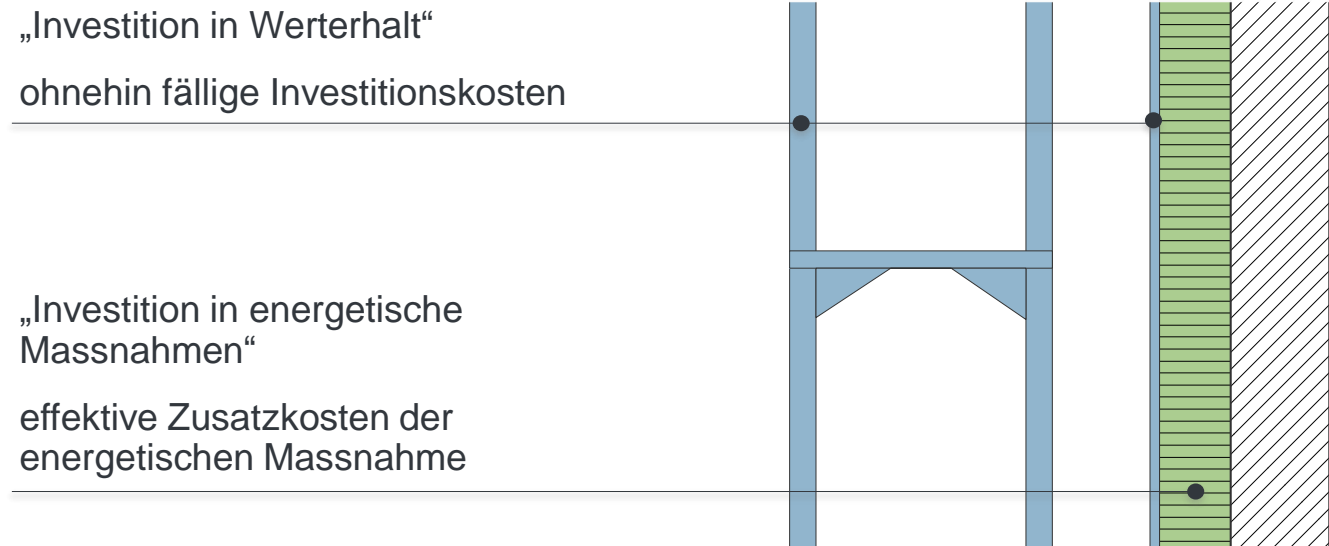 „Investition in Werterhalt“
ohnehin fällige Investitionskosten
„Investition in energetische
Massnahmen“
effektive Zusatzkosten der
energetischen Massnahme